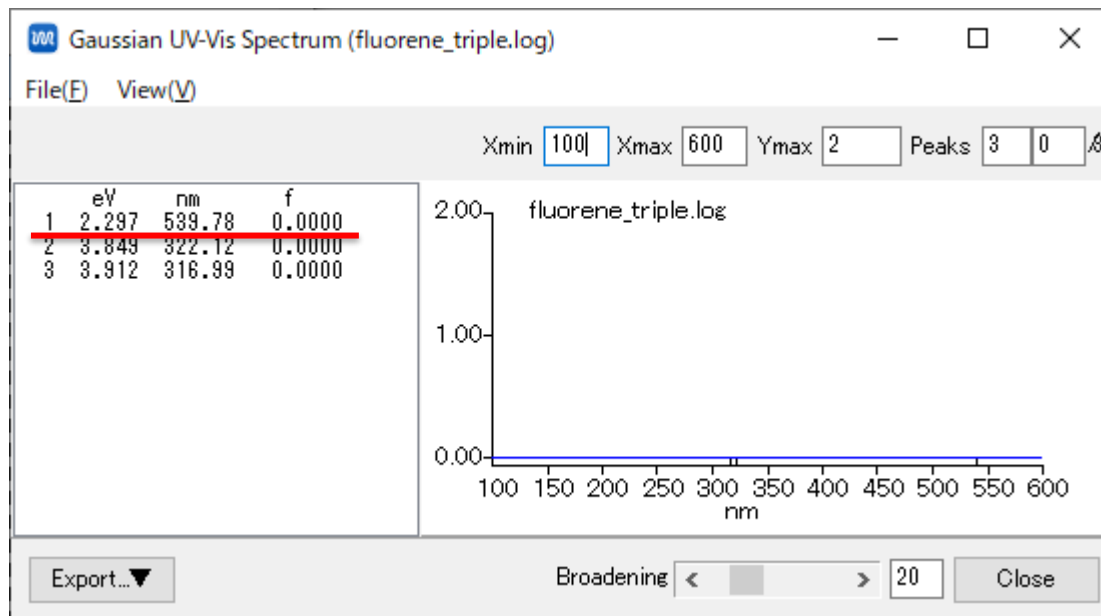 Gaussian UV-Vis Spectrum (fluorene_triple.log)
File(F) View(V)
Xmin 100 Xmax 600 Ymax 2 Peaks 3 0
eV nm f
1 2.297 539.78 0.0000
2 3.849 322.12 0.0000
3 3.912 316.99 0.0000
fluorene_triple.log
2.00
1.00
0.00
100 150 200 250 300 350 400 450 500 550 600
nm
Export...▼ Broadening < > 20 Close